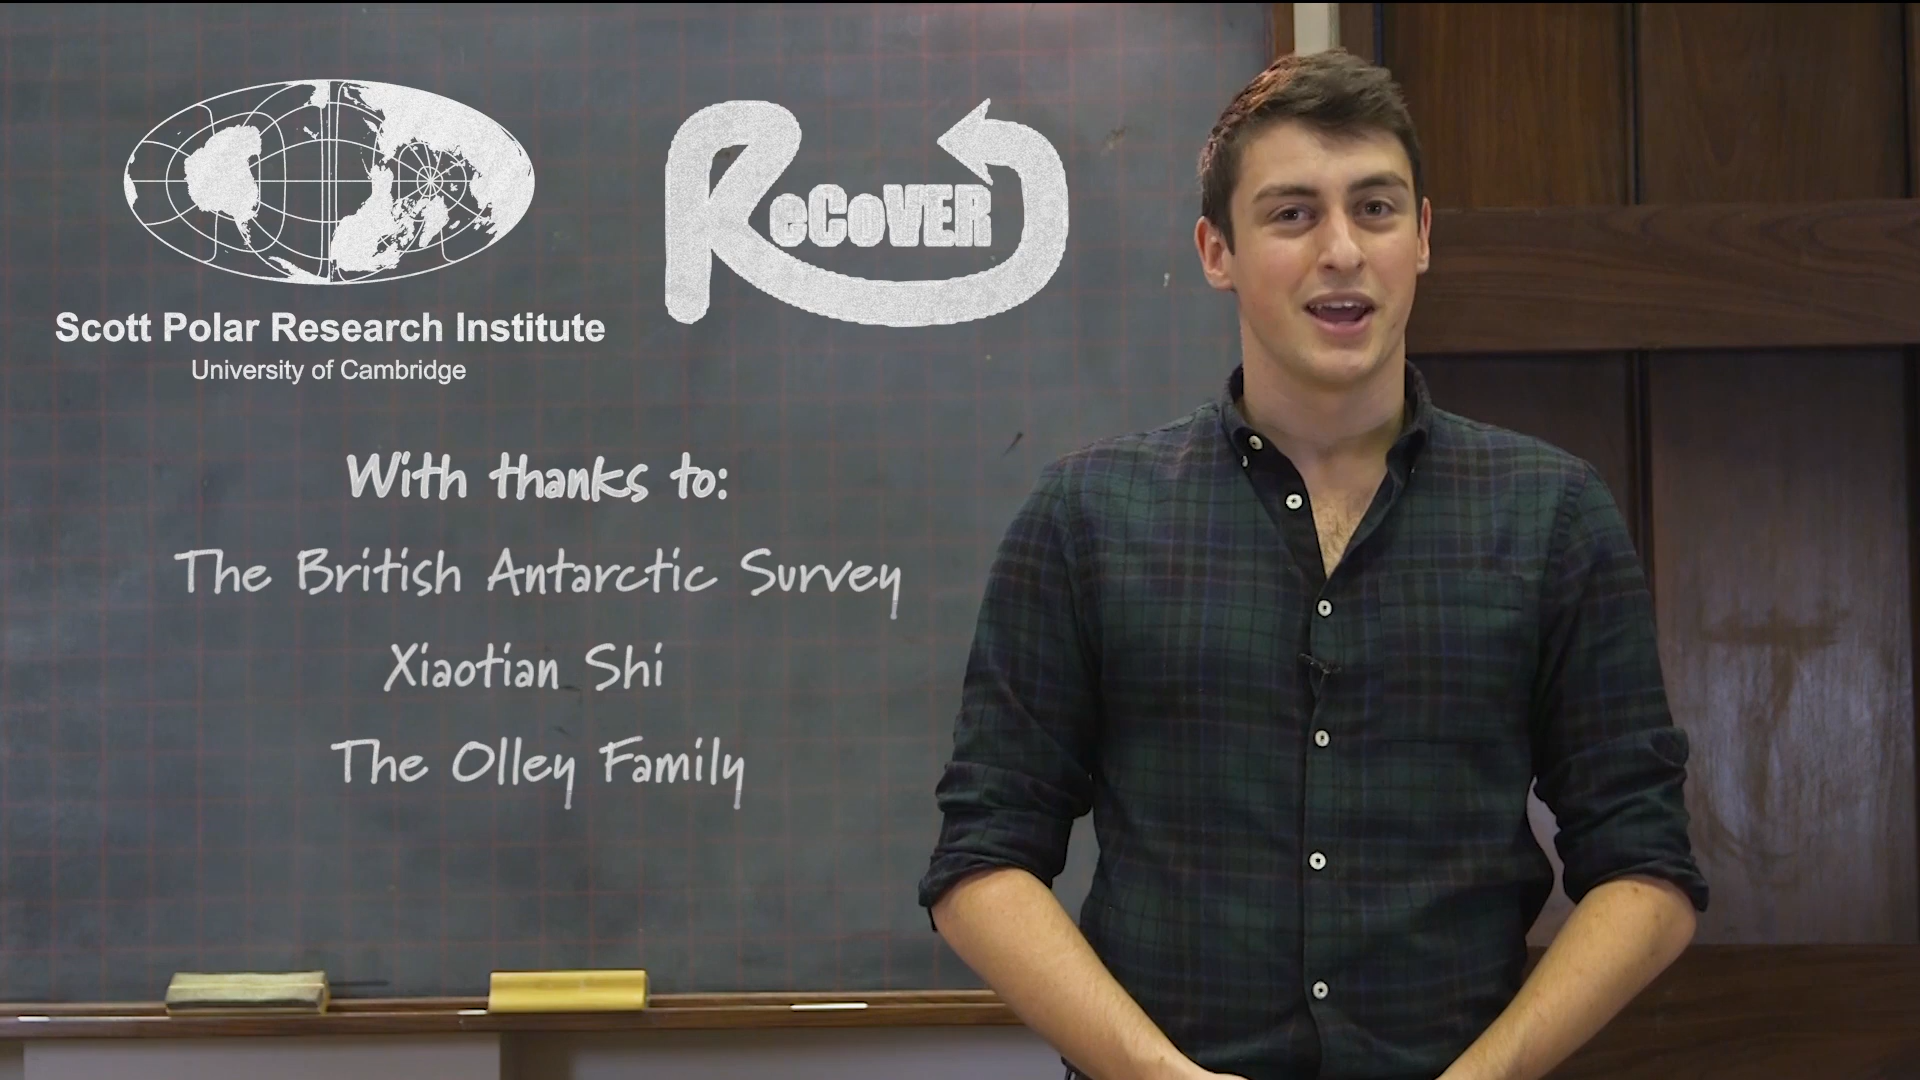 ReCoVER
Scott Polar Research Institute
University of Cambridge
With thanks to:
The British Antarctic Survey
Xiaotian Shi
The Olley Family